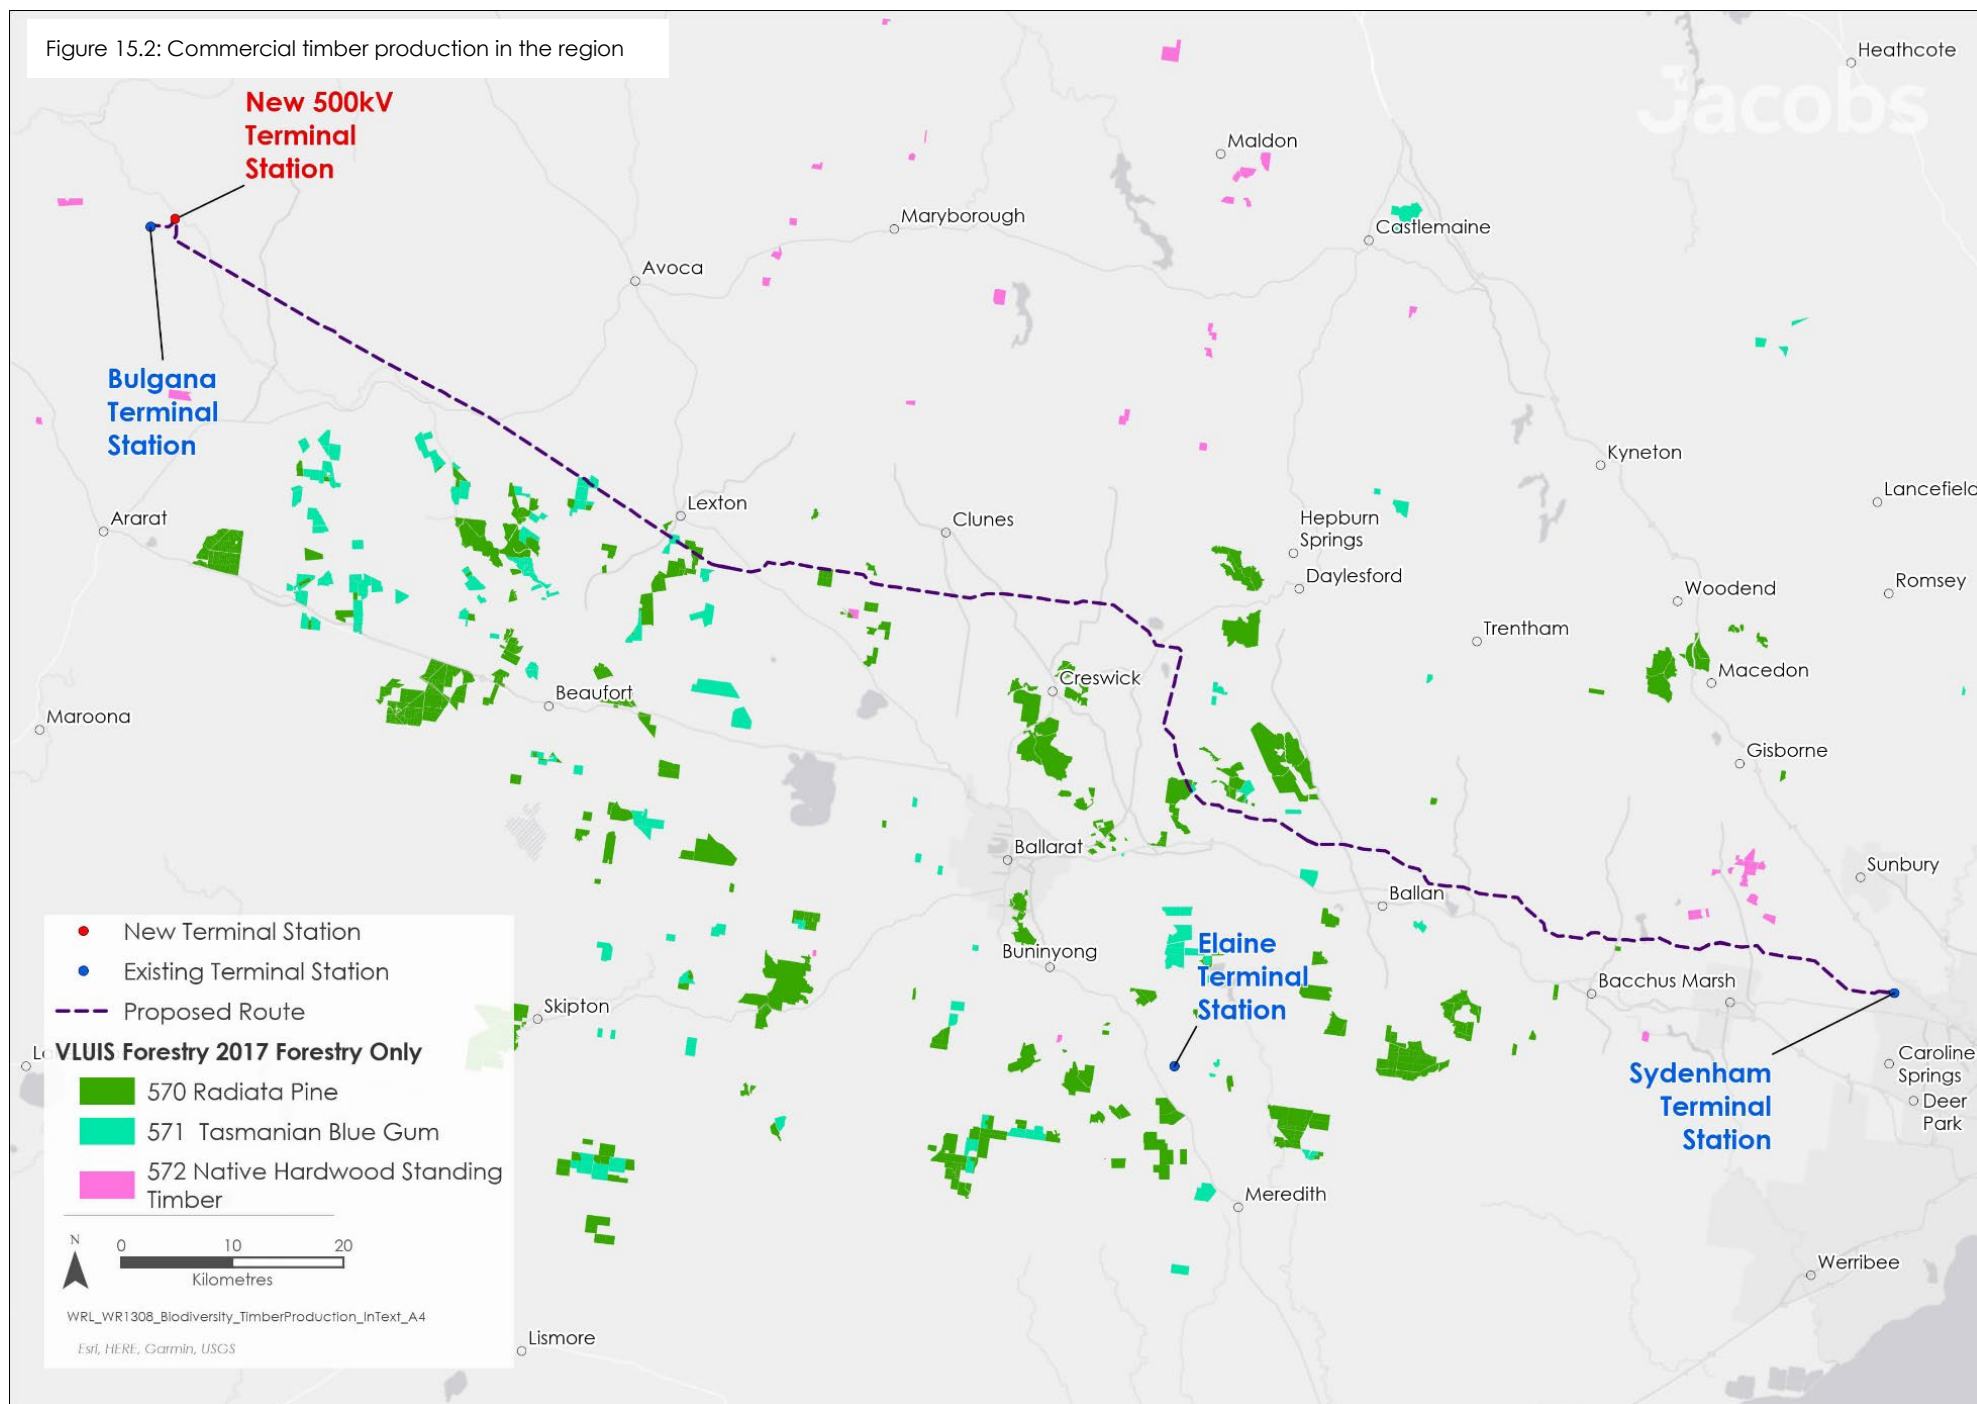 Figure 15.2: Commercial timber production in the region
Jacobs
Heathcote
New 500kV
Terminal
Station
Maldon
Maryborough
Castlemaine
Avoca
Bulgana
Terminal
Station
Kyneton
Lancefield
Lexton
Ararat
Clunes
Hepburn
Springs
Daylesford
Romsey
Woodend
Trentham
Macedon
Creswick
Beaufort
Maroona
Gisborne
Ballarat
Sunbury
Ballan
Elaine
Terminal
Station
Buninyong
Bacchus Marsh
Skipton
Caroline
Springs
Deer
Park
Sydenham
Terminal
Station
Meredith
Werribee
Lismore
New Terminal Station
Existing Terminal Station
Proposed Route
VLUIS Forestry 2017 Forestry Only
570 Radiata Pine
571 Tasmanian Blue Gum
572 Native Hardwood Standing
Timber
N
0 10 20
Kilometres
WRL_WR1308_Biodiversity_TimberProduction_InText_A4
Esri, HERE, Garmin, USGS